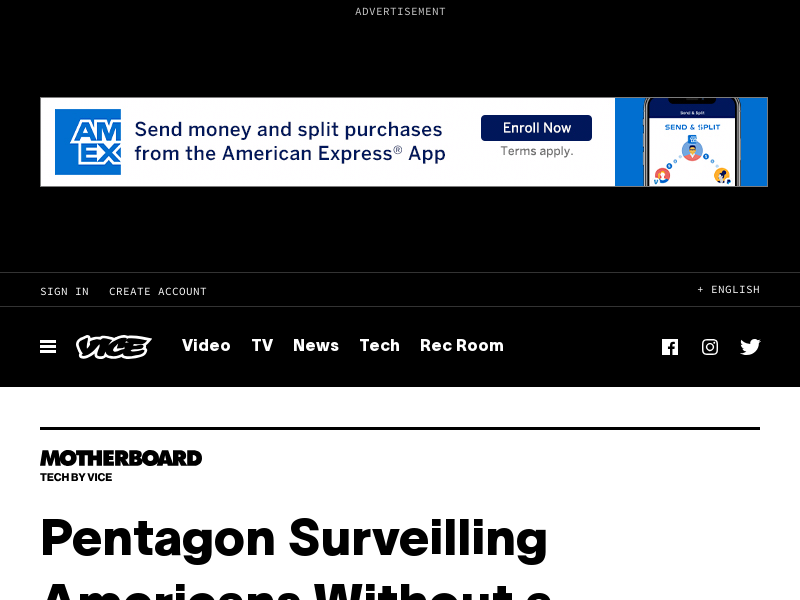 ADVERTISEMENT
AM
EX
Send money and split purchases
from the American Express® App
Enroll Now
Terms apply.
Send & Split
SEND & SPLIT
SIGN IN CREATE ACCOUNT
+ ENGLISH
VICE Video TV News Tech Rec Room
MOTHERBOARD
TECH BY VICE
Pentagon Surveilling
Americans Without a